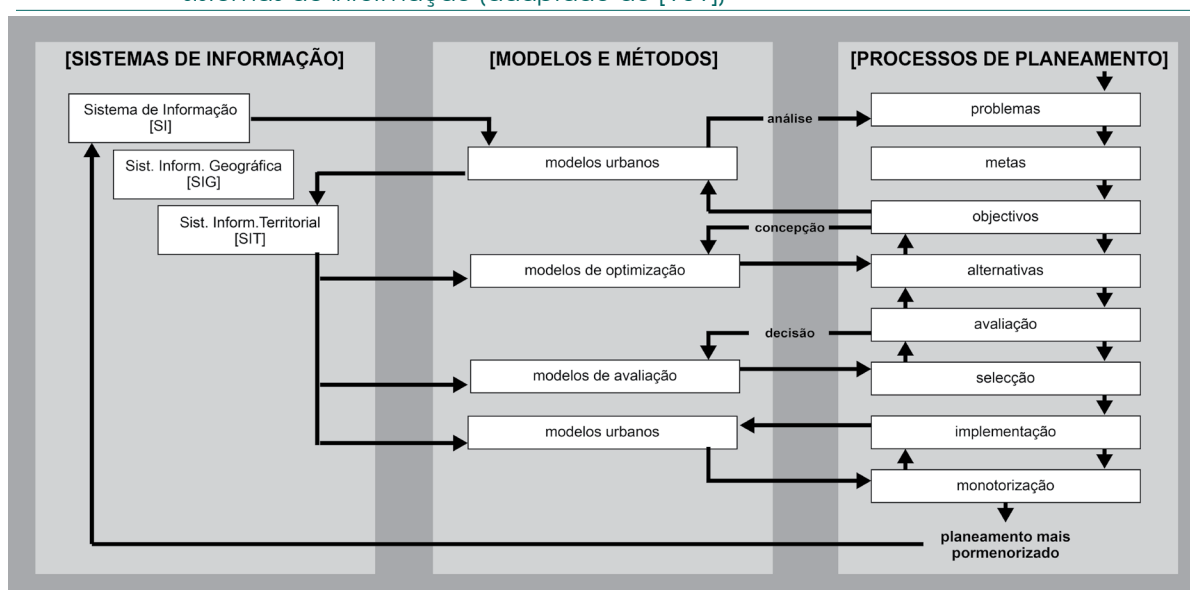 [SISTEMAS DE INFORMAÇÃO]
Sistema de Informação
[SI]
Sist. Inform. Geográfica
[SIG]
Sist. Inform.Territorial
[SIT]
[MODELOS E MÉTODOS]
modelos urbanos
modelos de optimização
modelos de avaliação
modelos urbanos
análise
concepção
decisão
[PROCESSOS DE PLANEAMENTO]
problemas
metas
objectivos
alternativas
avaliação
selecção
implementação
monotorização
planeamento mais
pormenorizado